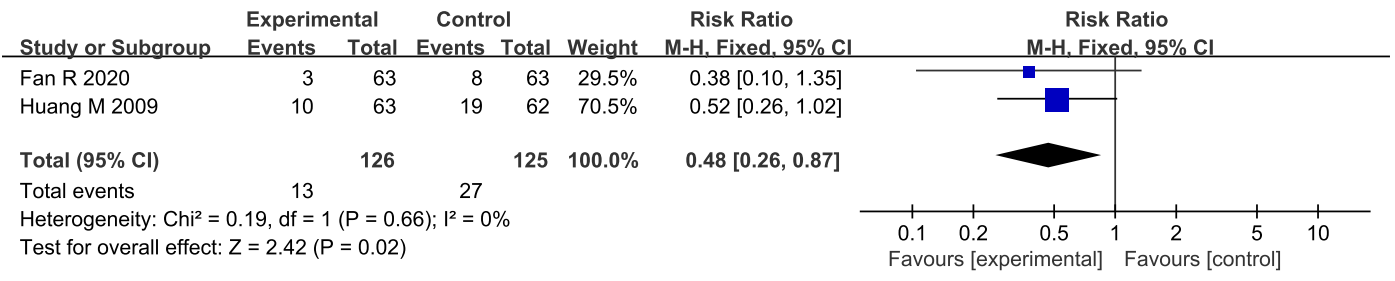 Experimental Control Risk Ratio Risk Ratio
Study or Subgroup Events Total Events Total Weight M-H, Fixed, 95% CI M-H, Fixed, 95% CI
Fan R 2020 3 63 8 63 29.5% 0.38 [0.10, 1.35]
Huang M 2009 10 63 19 62 70.5% 0.52 [0.26, 1.02]
Total (95% CI) 126 125 100.0% 0.48 [0.26, 0.87]
Total events 13 27
Heterogeneity: Chi² = 0.19, df = 1 (P = 0.66); I² = 0%
Test for overall effect: Z = 2.42 (P = 0.02)
0.1 0.2 0.5 1 2 5 10
Favours [experimental] Favours [control]